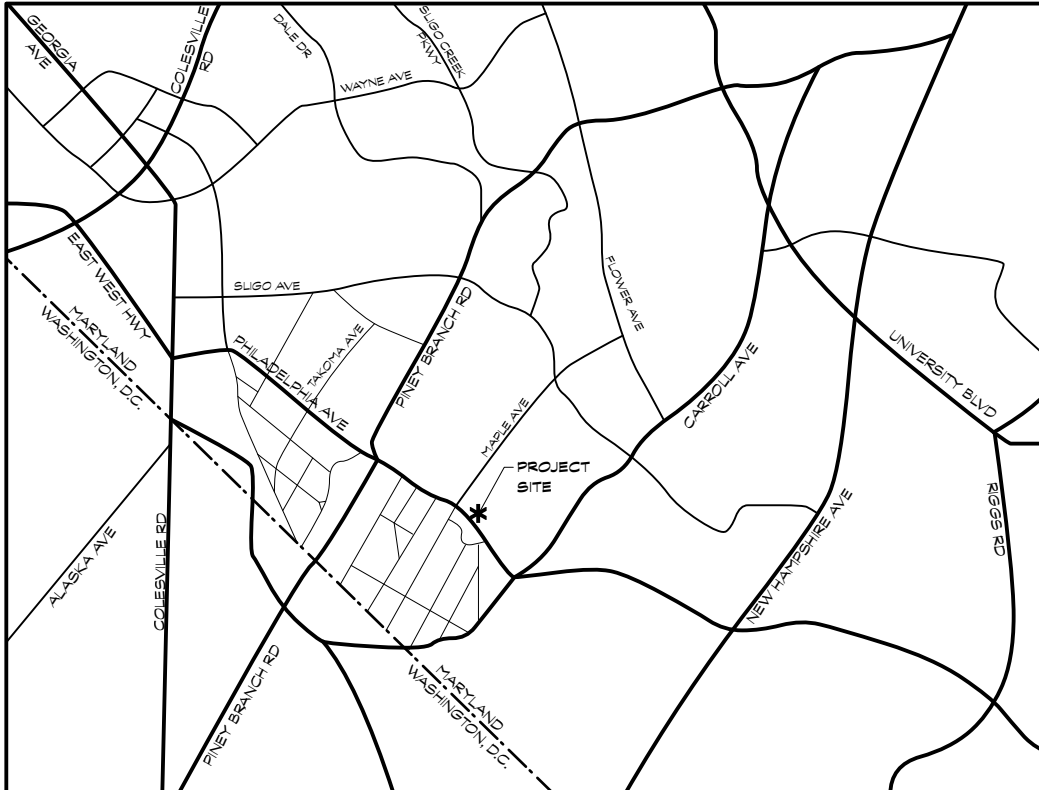 GEORGIA
AVE
COLESVILLE
RD
DALE DR
SLIGO CREEK
PKWY
WAYNE AVE
EAST WEST HWY
SLIGO AVE
FLOWER AVE
MARYLAND
WASHINGTON, D.C.
PHILADELPHIA AVE
TAKOMA AVE
PINEY BRANCH RD
MAPLE AVE
CARROLL AVE
UNIVERSITY BLVD
PROJECT
SITE
ALASKA AVE
COLESVILLE RD
NEW HAMPSHIRE AVE
RIGGS RD
PINEY BRANCH RD
MARYLAND
WASHINGTON, D.C.